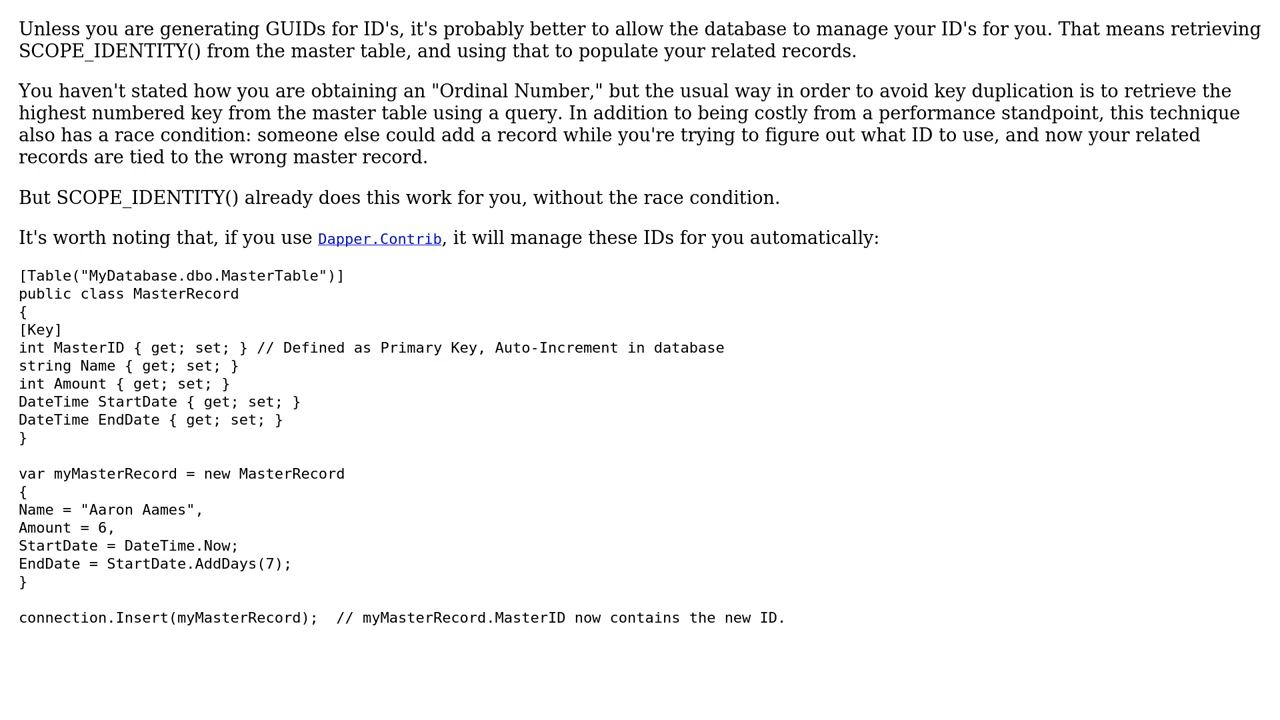 Unless you are generating GUIDs for ID's, it's probably better to allow the database to manage your ID's for you. That means retrieving
SCOPE_IDENTITY() from the master table, and using that to populate your related records.
You haven't stated how you are obtaining an "Ordinal Number," but the usual way in order to avoid key duplication is to retrieve the
highest numbered key from the master table using a query. In addition to being costly from a performance standpoint, this technique
also has a race condition: someone else could add a record while you're trying to figure out what ID to use, and now your related
records are tied to the wrong master record.
But SCOPE_IDENTITY() already does this work for you, without the race condition.
It's worth noting that, if you use Dapper.Contrib, it will manage these IDs for you automatically:
[Table("MyDatabase.dbo.MasterTable")]
public class MasterRecord
{
[Key]
int MasterID { get; set; } // Defined as Primary Key, Auto-Increment in database
string Name { get; set; }
int Amount { get; set; }
DateTime StartDate { get; set; }
DateTime EndDate { get; set; }
}
var myMasterRecord = new MasterRecord
{
Name = "Aaron Aames",
Amount = 6,
StartDate = DateTime.Now;
EndDate = StartDate.AddDays(7);
}
connection.Insert(myMasterRecord);  // myMasterRecord.MasterID now contains the new ID.